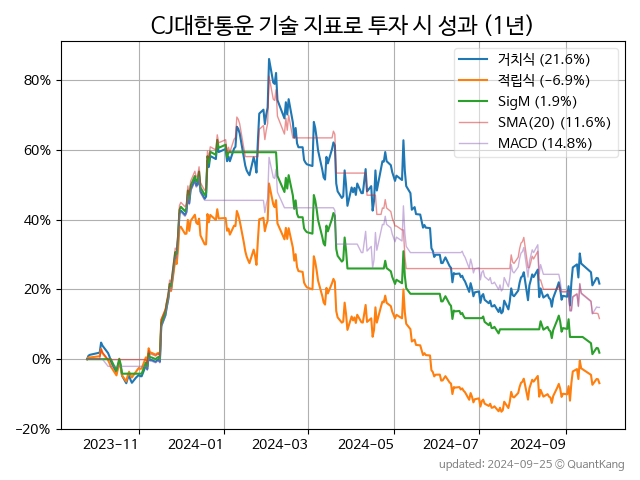 CJ대한통운 기술 지표로 투자 시 성과 (1년)
거치식 (21.6%)
적립식 (-6.9%)
SigM (1.9%)
SMA(20) (11.6%)
MACD (14.8%)
80%
60%
40%
20%
0%
−20%
2023-11 2024-01 2024-03 2024-05 2024-07 2024-09
updated: 2024-09-25 © QuantKang